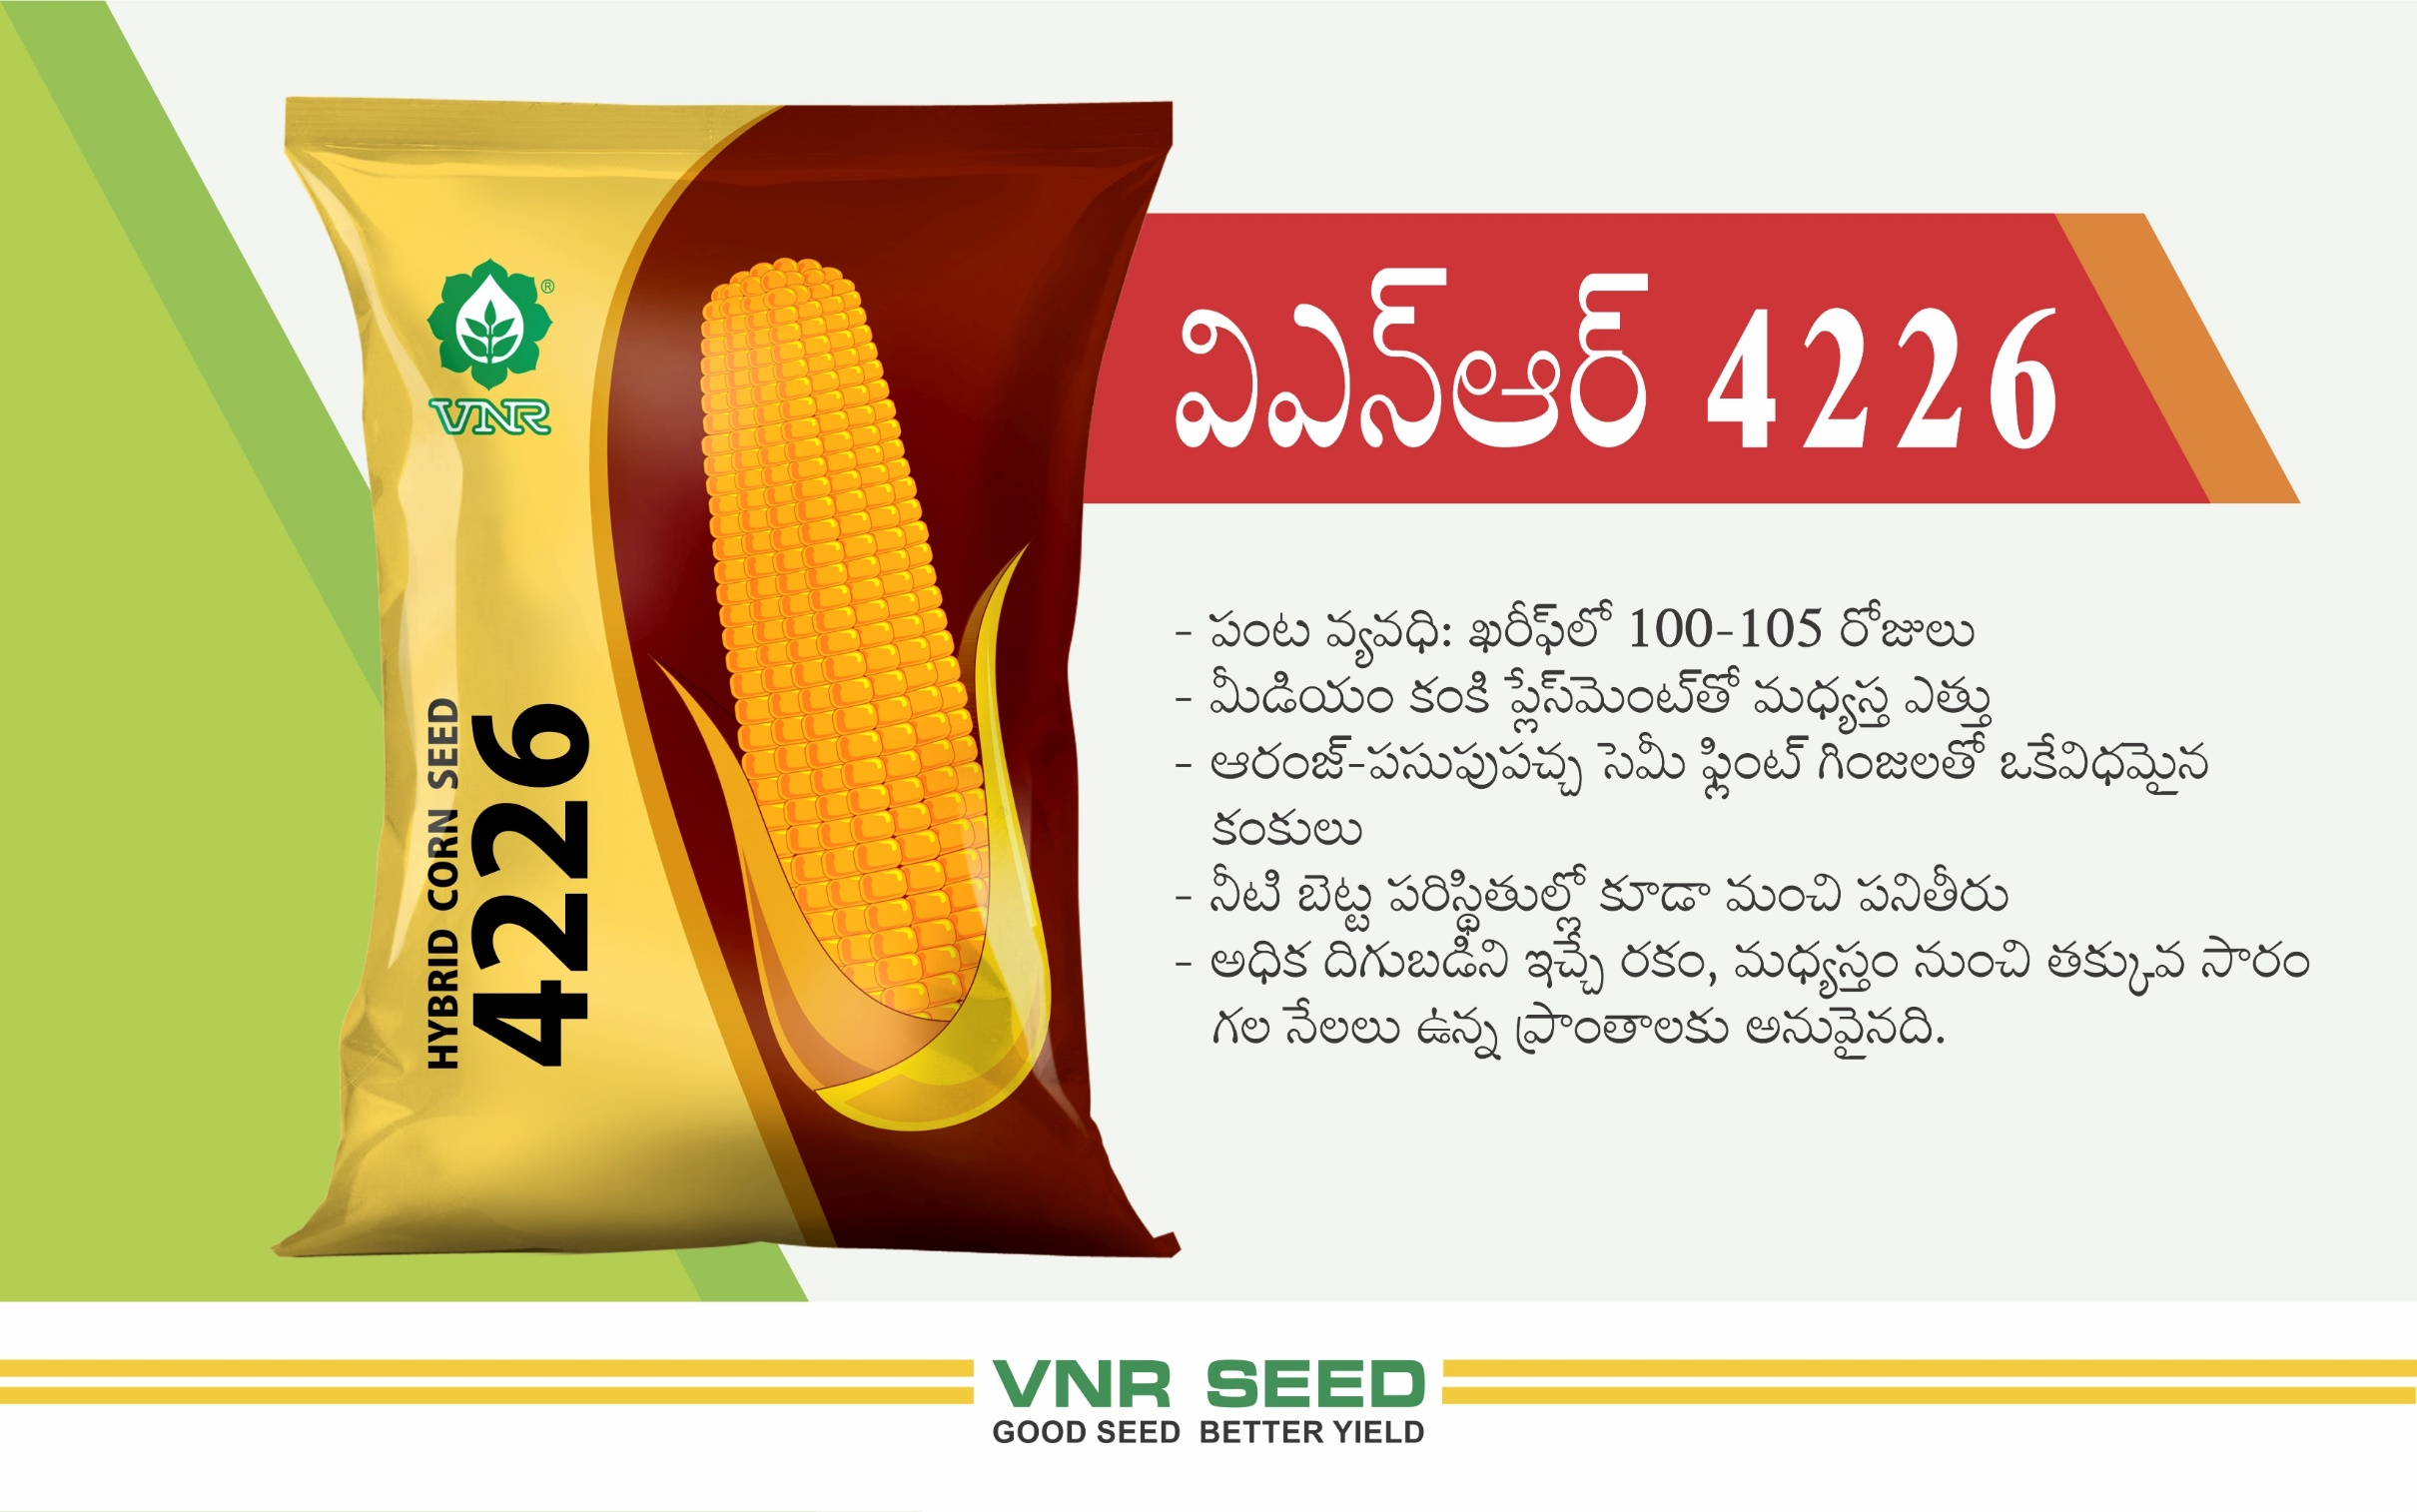 ®
VNR
HYBRID CORN SEED
4226
విఎన్ఆర్ 4226
- పంట వ్యవధి: ఖరీఫ్‌లో 100-105 రోజులు
- మీడియం కంకి ప్లేస్‌మెంట్‌తో మధ్యస్త ఎత్తు
- ఆరంజ్-పసుపుపచ్చ సెమీ ఫ్లింట్ గింజలతో ఒకేవిధమైన
కంకులు
- నీటి బెట్ట పరిస్థితుల్లో కూడా మంచి పనితీరు
- అధిక దిగుబడిని ఇచ్చే రకం, మధ్యస్తం నుంచి తక్కువ సారం
గల నేలలు ఉన్న ప్రాంతాలకు అనువైనది.
VNR SEED
GOOD SEED BETTER YIELD